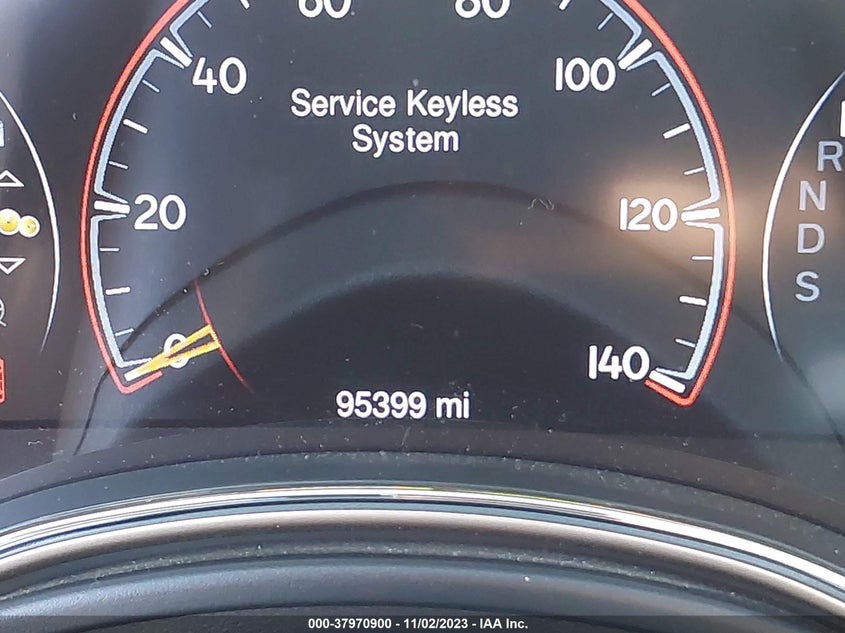 60 80
40 100
Service Keyless
System
R
20 120
N
D
S
0 140
95399 mi
000-37970900 - 11/02/2023 - IAA Inc.